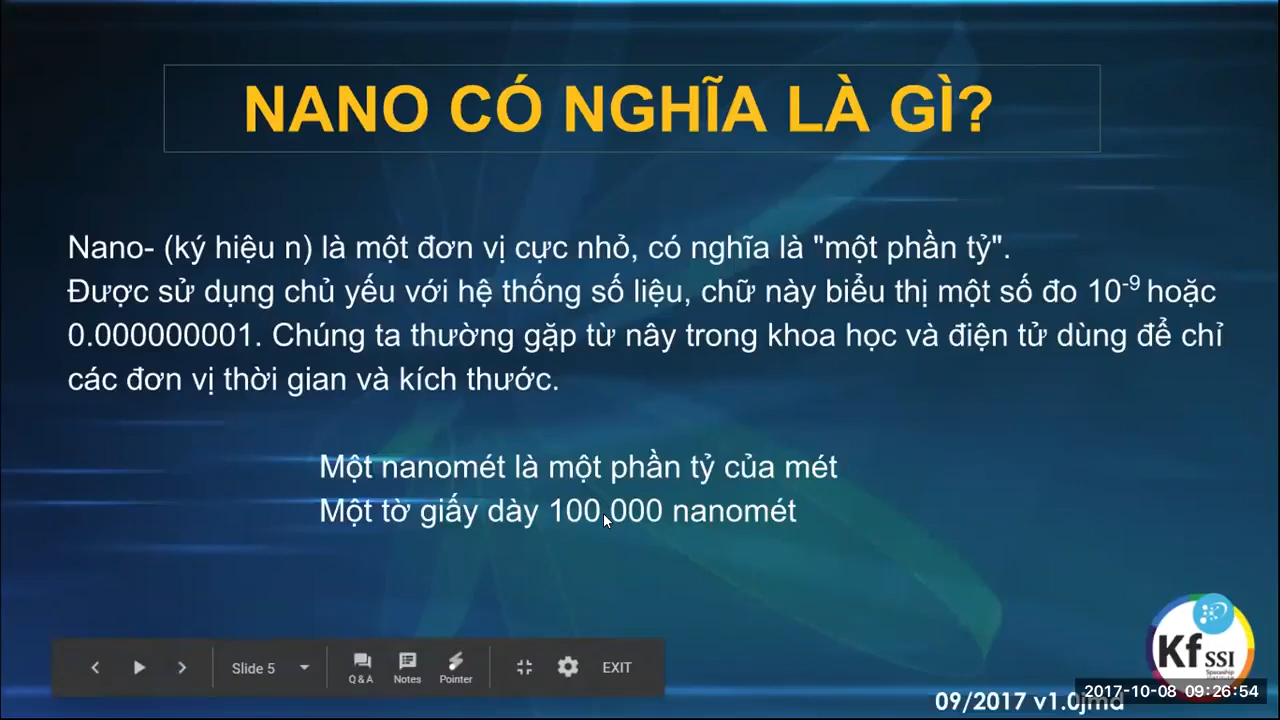 NANO CÓ NGHĨA LÀ GÌ?
Nano- (ký hiệu n) là một đơn vị cực nhỏ, có nghĩa là "một phần tỷ".
Được sử dụng chủ yếu với hệ thống số liệu, chữ này biểu thị một số đo 10⁻⁹ hoặc
0.000000001. Chúng ta thường gặp từ nây trong khoa học và điện tử dùng để chỉ
các đơn vị thời gian và kích thước.
Một nanomét là một phần tỷ của mét
Một tờ giấy dày 100,000 nanomét
Slide 5
Q & A
Notes
Pointer
EXIT
Kf SSI
2017-10-08 09:26:54
09/2017 v1.0jmd